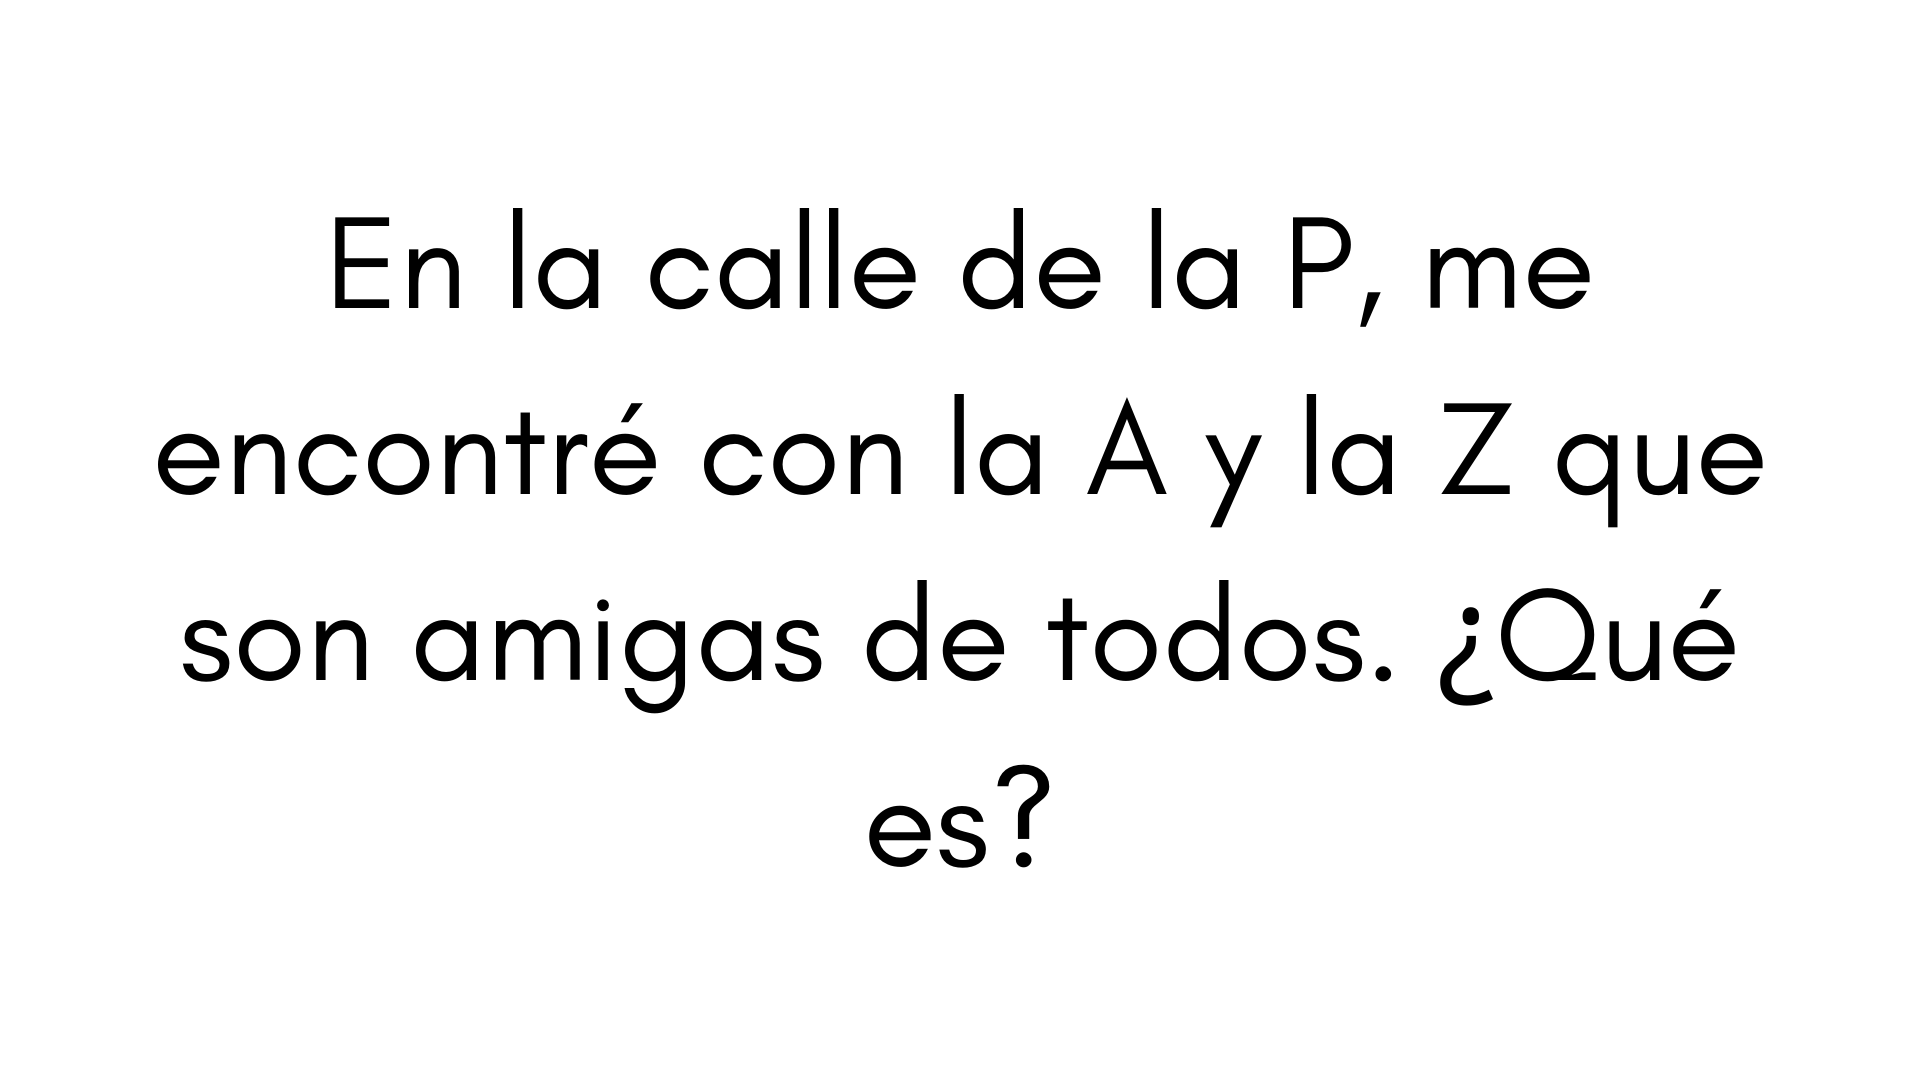 En la calle de la P, me
encontré con la A y la Z que
son amigas de todos. ¿Qué
es?